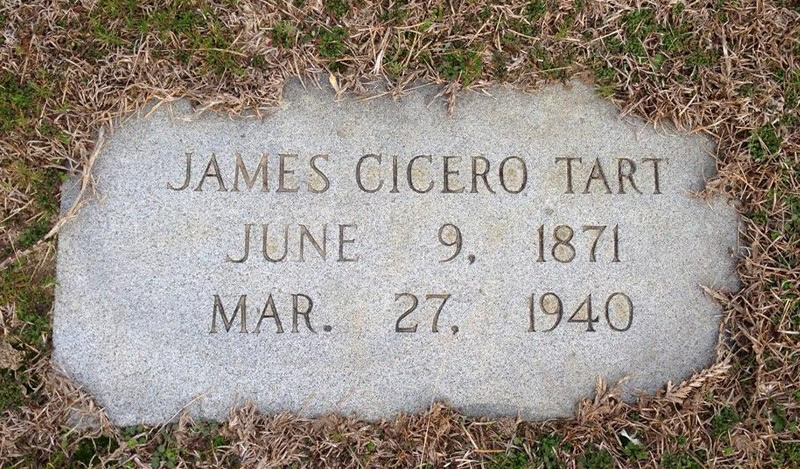 JAMES CICERO TART
JUNE 9, 1871
MAR. 27, 1940